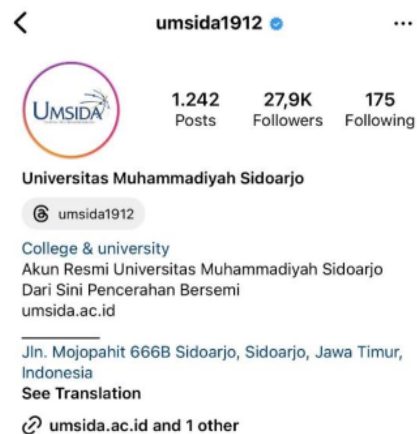 umsida1912
UMSIDA
1.242 27,9K 175
Posts Followers Following
Universitas Muhammadiyah Sidoarjo
umsida1912
College & university
Akun Resmi Universitas Muhammadiyah Sidoarjo
Dari Sini Pencerahan Bersemi
umsida.ac.id
Jln. Mojopahit 666B Sidoarjo, Sidoarjo, Jawa Timur,
Indonesia
See Translation
umsida.ac.id and 1 other